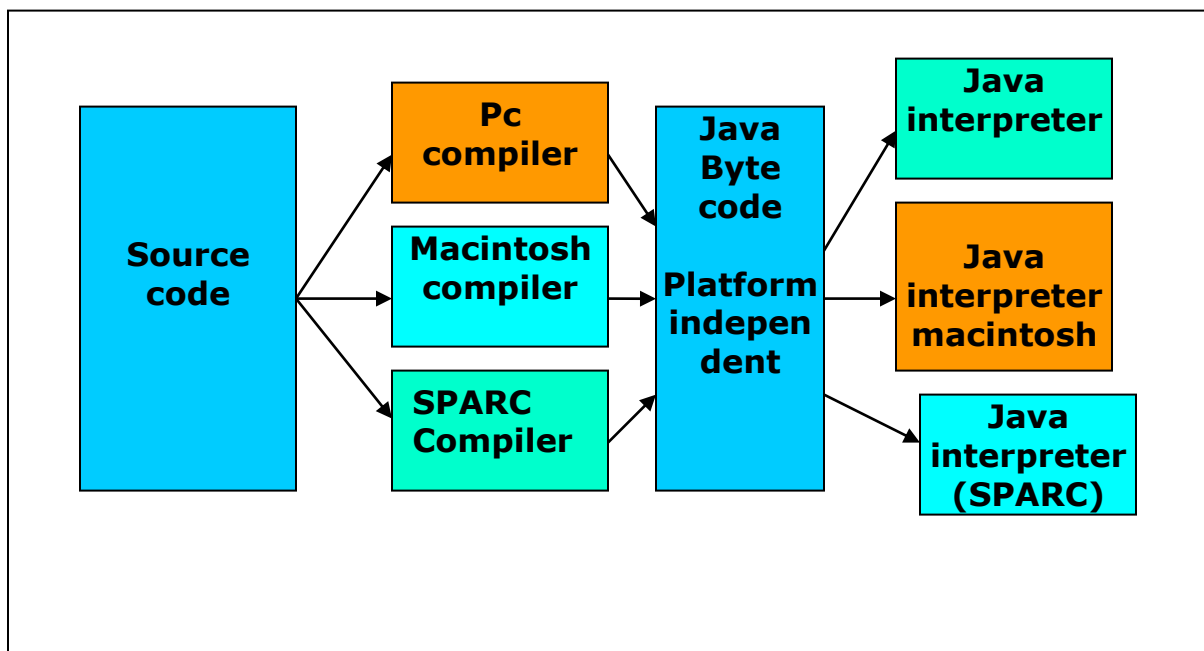 Source
code
Pc
compiler
Macintosh
compiler
SPARC
Compiler
Java
Byte
code
Platform
indepen
dent
Java
interpreter
Java
interpreter
macintosh
Java
interpreter
(SPARC)